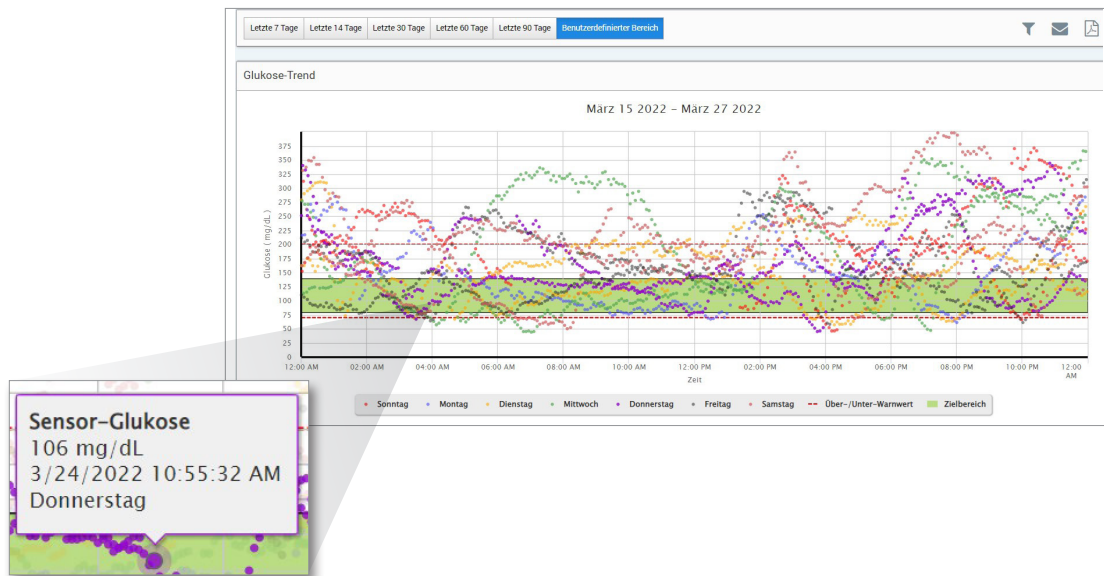 Letzte 7 Tage Letzte 14 Tage Letzte 30 Tage Letzte 60 Tage Letzte 90 Tage Benutzerdefinierter Bereich
Glukose-Trend
März 15 2022 – März 27 2022
Glukose (mg/dL)
375
350
325
300
275
250
225
200
175
150
125
100
75
50
25
0
12:00 AM 02:00 AM 04:00 AM 06:00 AM 08:00 AM 10:00 AM 12:00 PM 02:00 PM 04:00 PM 06:00 PM 08:00 PM 10:00 PM 12:00 AM
Zeit
Sonntag Montag Dienstag Mittwoch Donnerstag Freitag Samstag Über-/Unter-Warnwert Zielbereich
Sensor-Glukose
106 mg/dL
3/24/2022 10:55:32 AM
Donnerstag